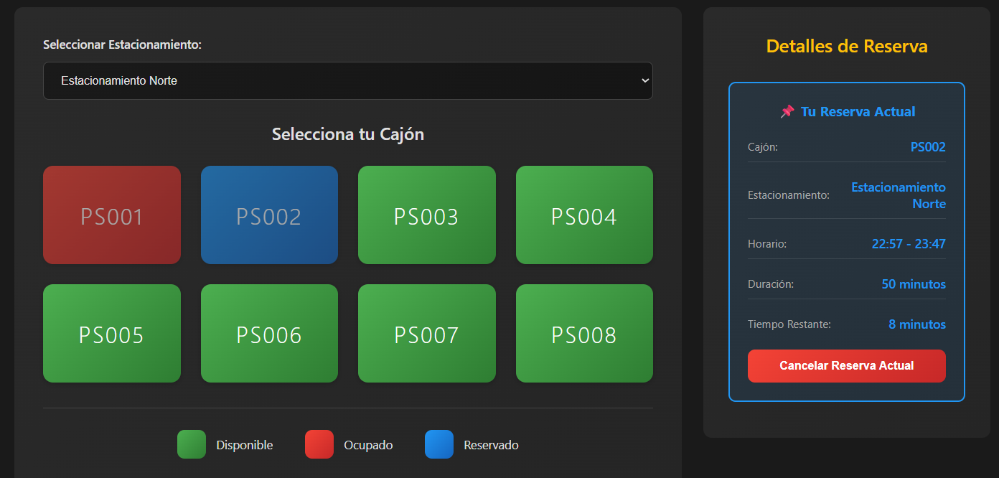 Seleccionar Estacionamiento:
Estacionamiento Norte
Selecciona tu Cajón
PS001
PS002
PS003
PS004
PS005
PS006
PS007
PS008
Disponible
Ocupado
Reservado
Detalles de Reserva
Tu Reserva Actual
Cajón: PS002
Estacionamiento: Estacionamiento
Norte
Horario: 22:57 - 23:47
Duración: 50 minutos
Tiempo Restante: 8 minutos
Cancelar Reserva Actual